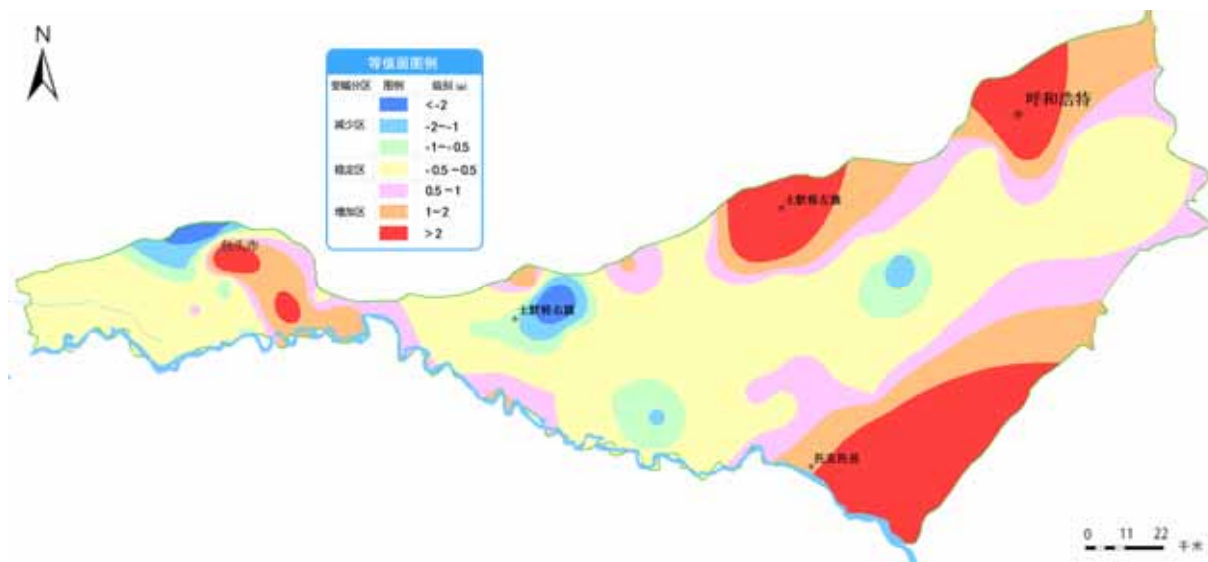 N
等值面图例
变幅分区 图例 级别 (m)
<-2
减少区
-2~-1
-1~-0.5
稳定区
-0.5~0.5
0.5~1
增加区
1~2
>2
呼和浩特
土默特左旗
包头市
土默特右旗
托克托县
0 11 22
千米